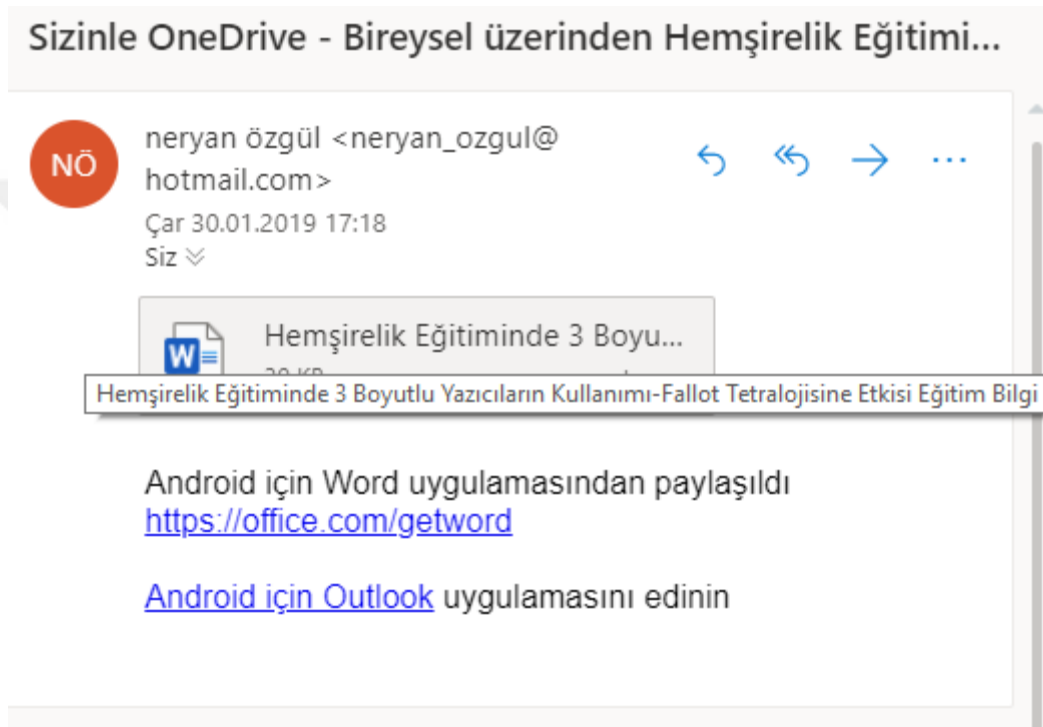 Sizinle OneDrive - Bireysel üzerinden Hemşirelik Eğitimi...
NÖ
neryan özgül <neryan_ozgul@
hotmail.com>
Çar 30.01.2019 17:18
Siz
W
Hemşirelik Eğitiminde 3 Boyu...
Hemşirelik Eğitiminde 3 Boyutlu Yazıcıların Kullanımı-Fallot Tetralojisine Etkisi Eğitim Bilgi
Android için Word uygulamasından paylaşıldı
https://office.com/getword
Android için Outlook uygulamasını edinin